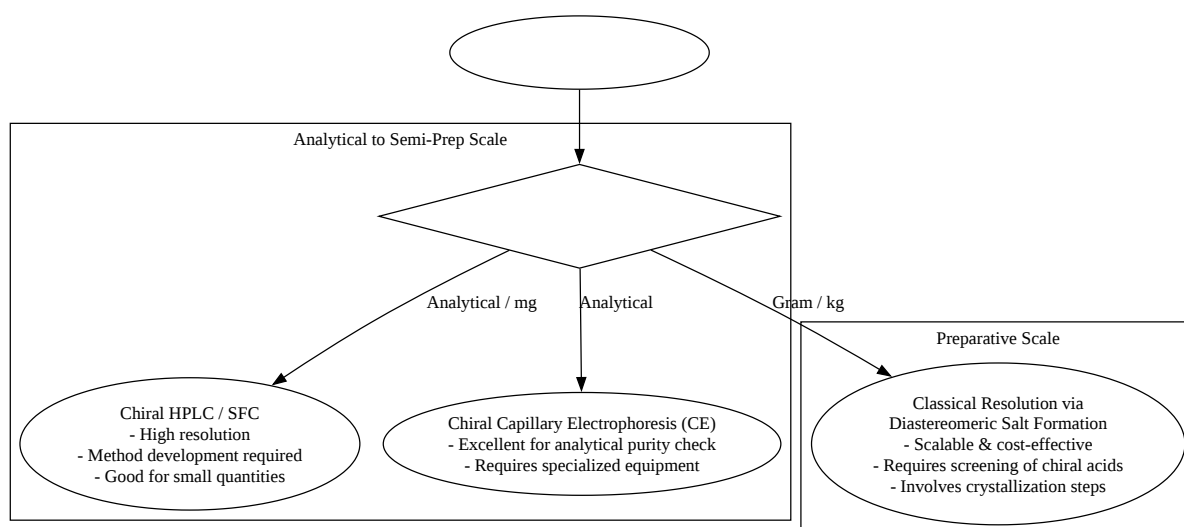 Analytical to Semi-Prep Scale
Analytical / mg
Analytical
Gram / kg
Preparative Scale
Chiral HPLC / SFC
- High resolution
- Method development required
- Good for small quantities
Chiral Capillary Electrophoresis (CE)
- Excellent for analytical purity check
- Requires specialized equipment
Classical Resolution via
Diastereomeric Salt Formation
- Scalable & cost-effective
- Requires screening of chiral acids
- Involves crystallization steps